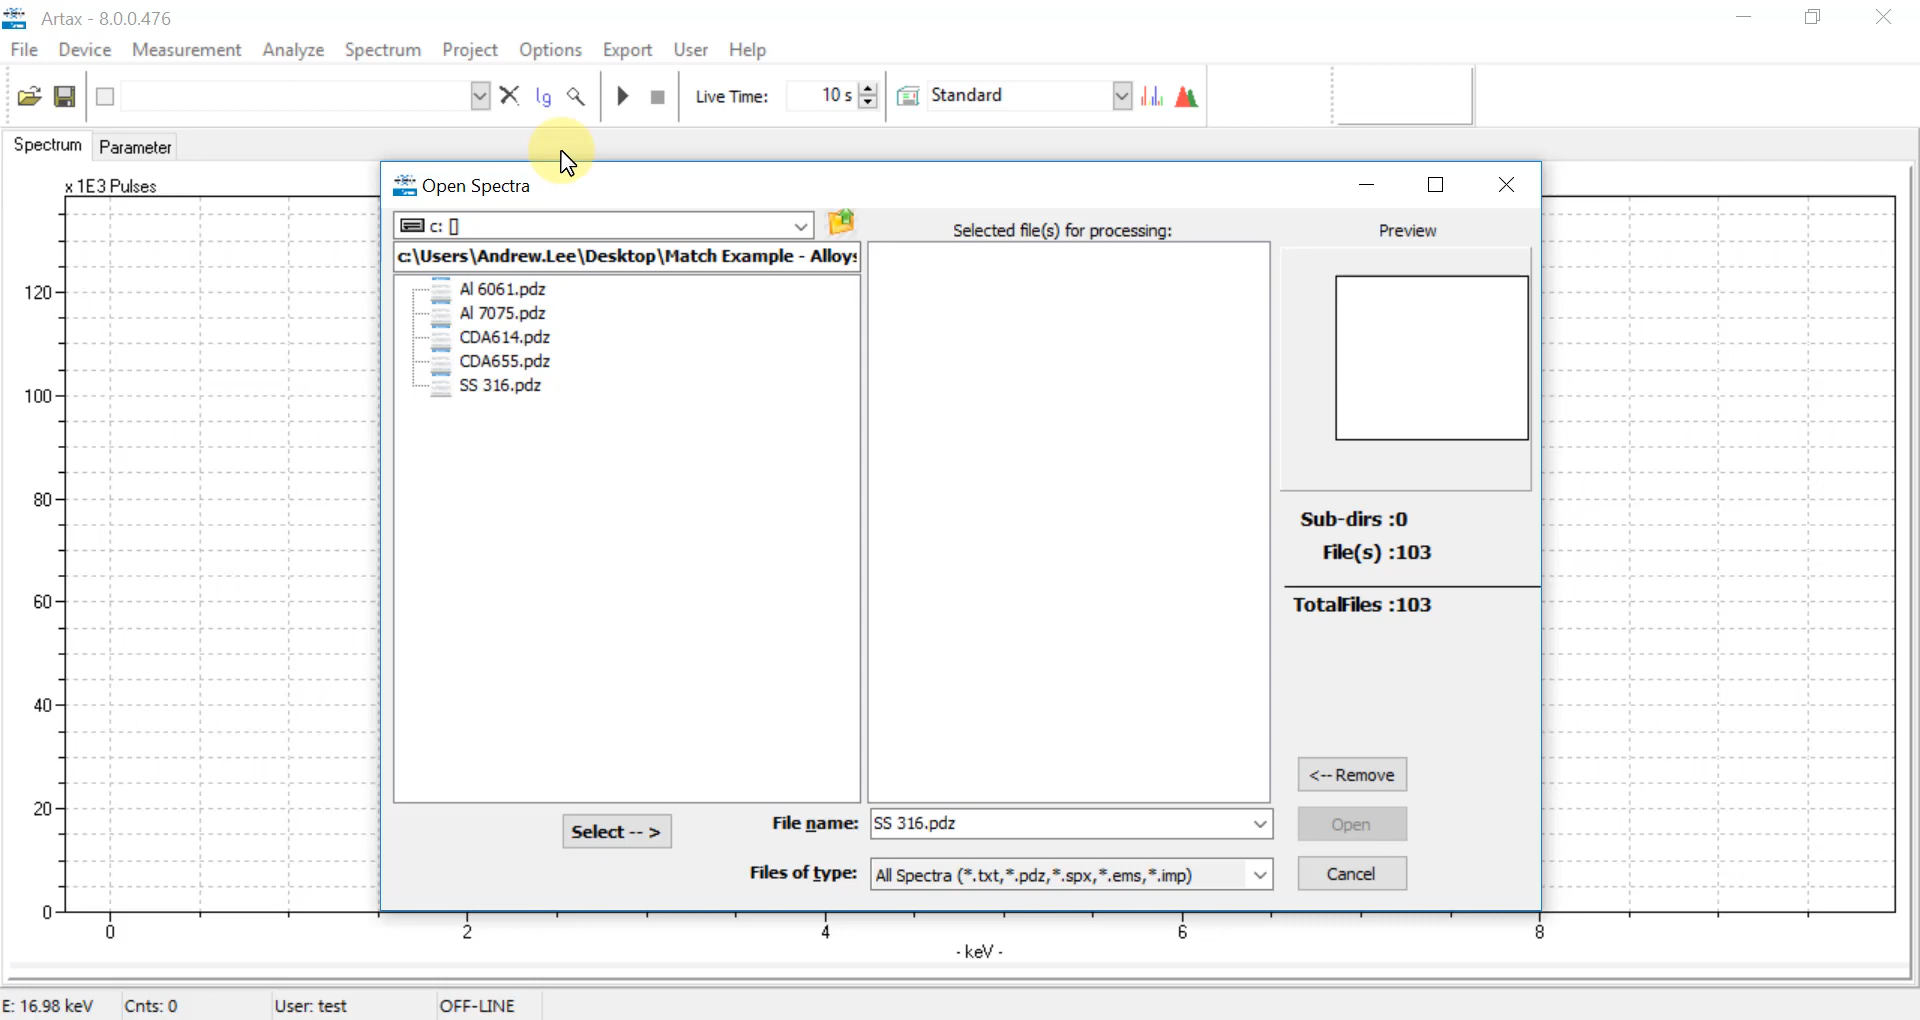 Artax - 8.0.0.476
File Device Measurement Analyze Spectrum Project Options Export User Help
lg Live Time: 10 s Standard
Spectrum Parameter
x 1E3 Pulses
Open Spectra
c: []
Selected file(s) for processing:
Preview
c:\Users\Andrew.Lee\Desktop\Match Example - Alloys
Al 6061.pdz
Al 7075.pdz
CDA614.pdz
CDA655.pdz
SS 316.pdz
120
100
80
60
40
20
0
Sub-dirs :0
File(s) :103
TotalFiles :103
<-- Remove
Select -- >
File name: SS 316.pdz
Open
Files of type: All Spectra (*.txt,*.pdz,*.spx,*.ems,*.imp)
Cancel
0 2 4 6 8
- keV -
E: 16.98 keV Cnts: 0 User: test OFF-LINE